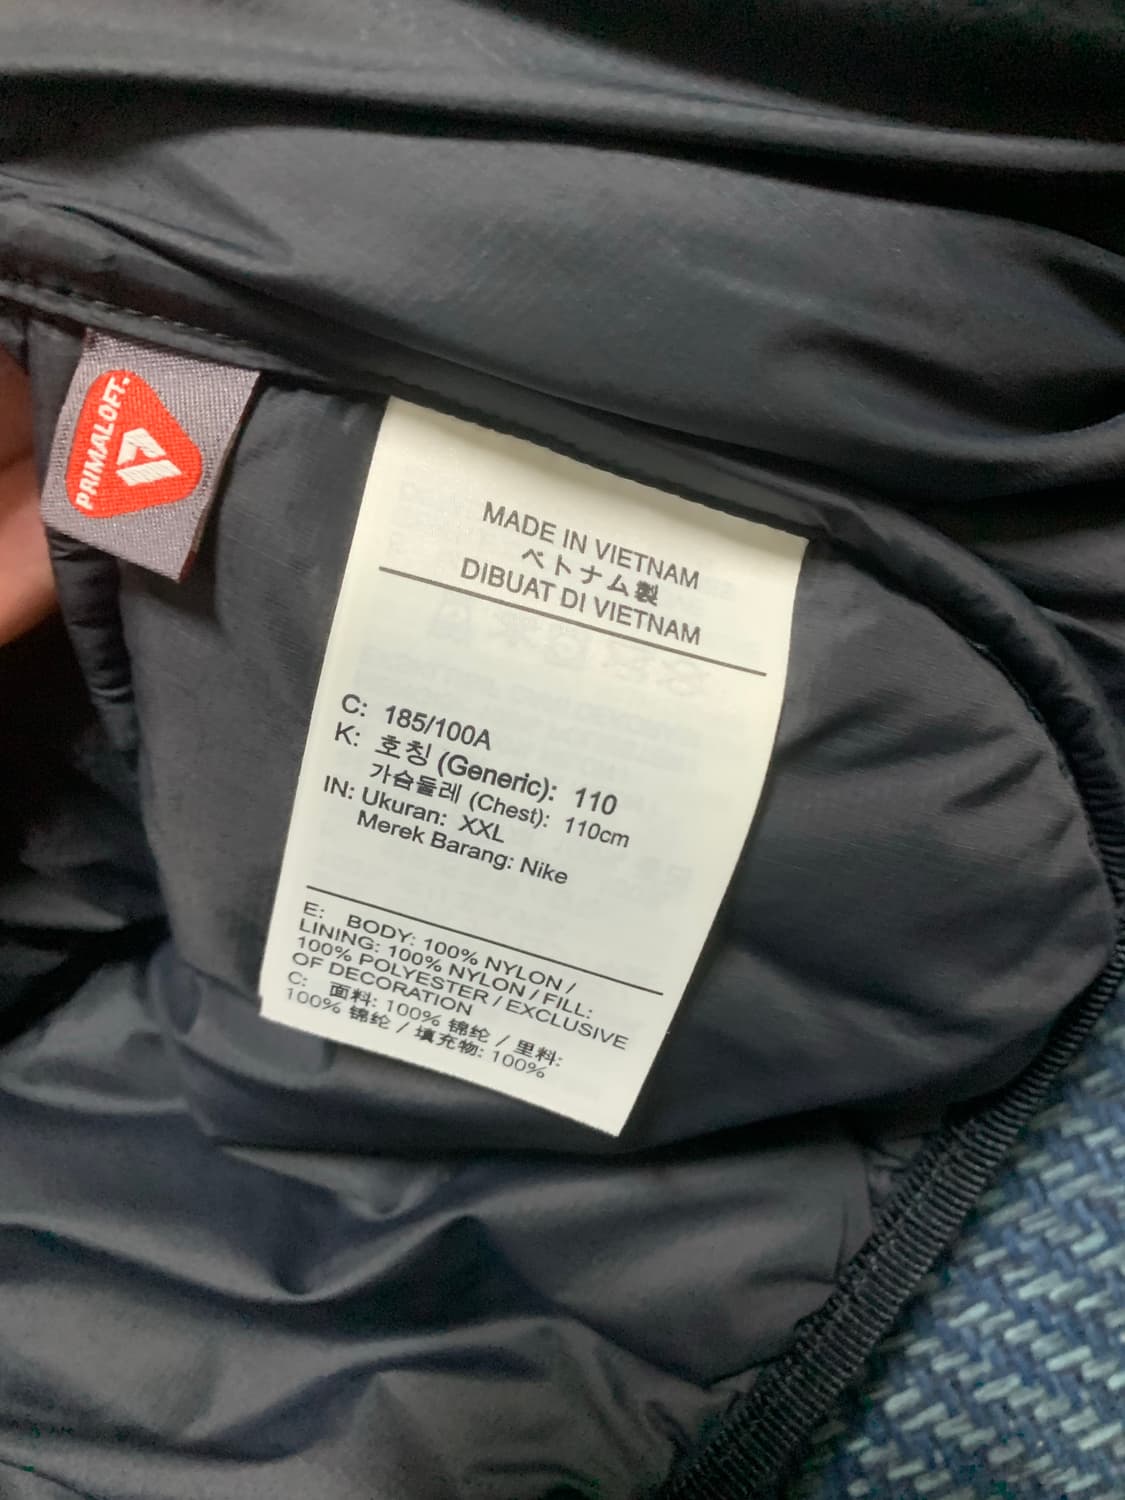 PRIMALOFT.
MADE IN VIETNAM
ベトナム製
DIBUAT DI VIETNAM
C: 185/100A
K: 호칭 (Generic): 110
가슴둘레 (Chest): 110cm
IN: Ukuran: XXL
Merek Barang: Nike
E: BODY: 100% NYLON /
LINING: 100% NYLON / FILL:
100% POLYESTER / EXCLUSIVE
OF DECORATION
C: 面料: 100% 锦纶 / 里料:
100% 锦纶 / 填充物: 100%